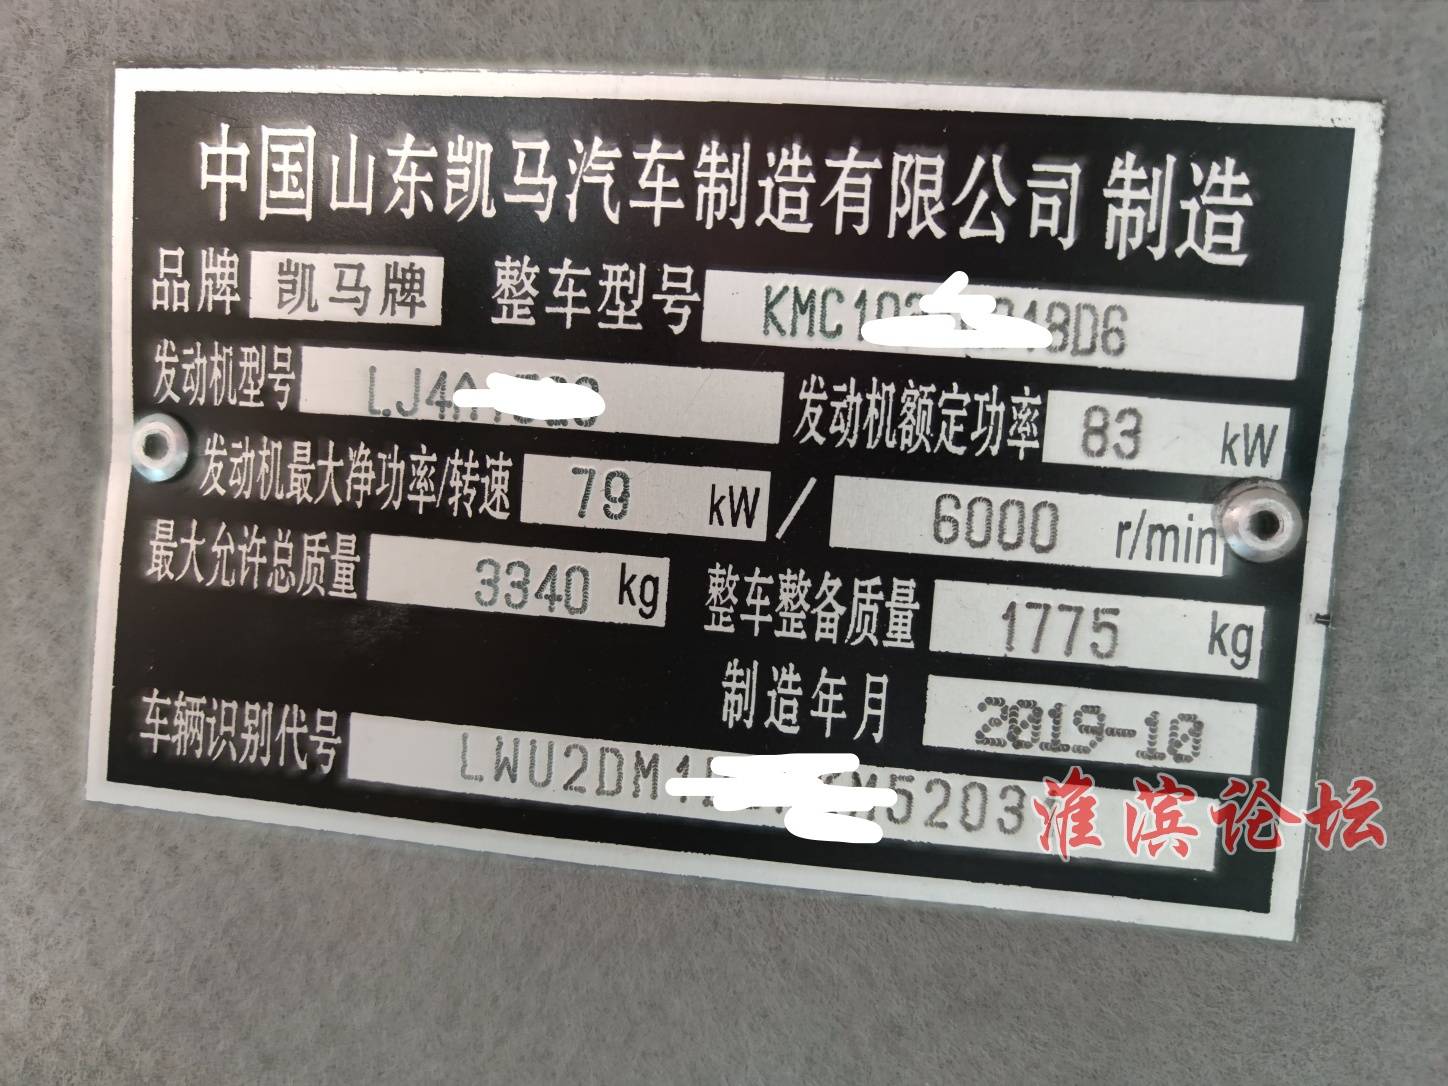 中国山东凯马汽车制造有限公司 制造
品牌 凯马牌 整车型号 KMC10 18D6
发动机型号 LJ4A 发动机额定功率 83 kW
发动机最大净功率/转速 79 kW / 6000 r/min
最大允许总质量 3340 kg 整车整备质量 1775 kg
制造年月 2019-10
车辆识别代号 LWU2DM1 M5203
淮滨论坛